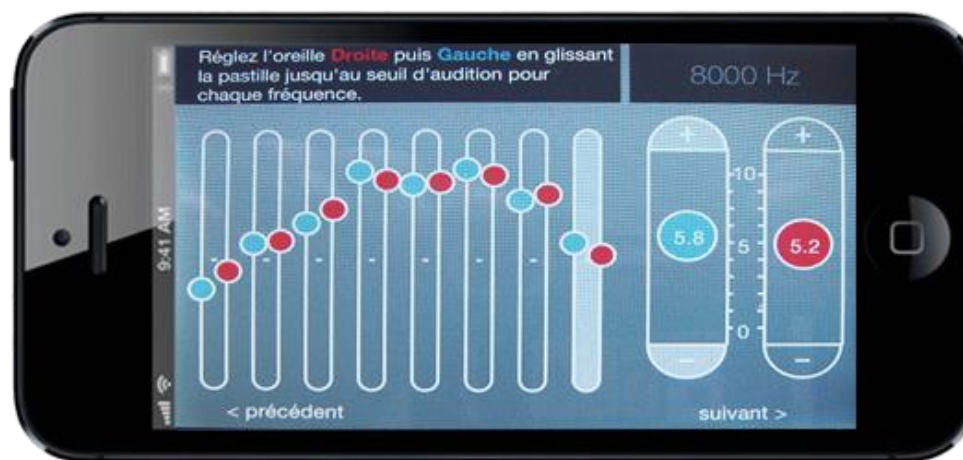 Réglez l'oreille Droite puis Gauche en glissant
la pastille jusqu'au seuil d'audition pour
chaque fréquence.
8000 Hz
9:41 AM
+
+
10
5.8
5
5.2
0
-
-
< précédent
suivant >